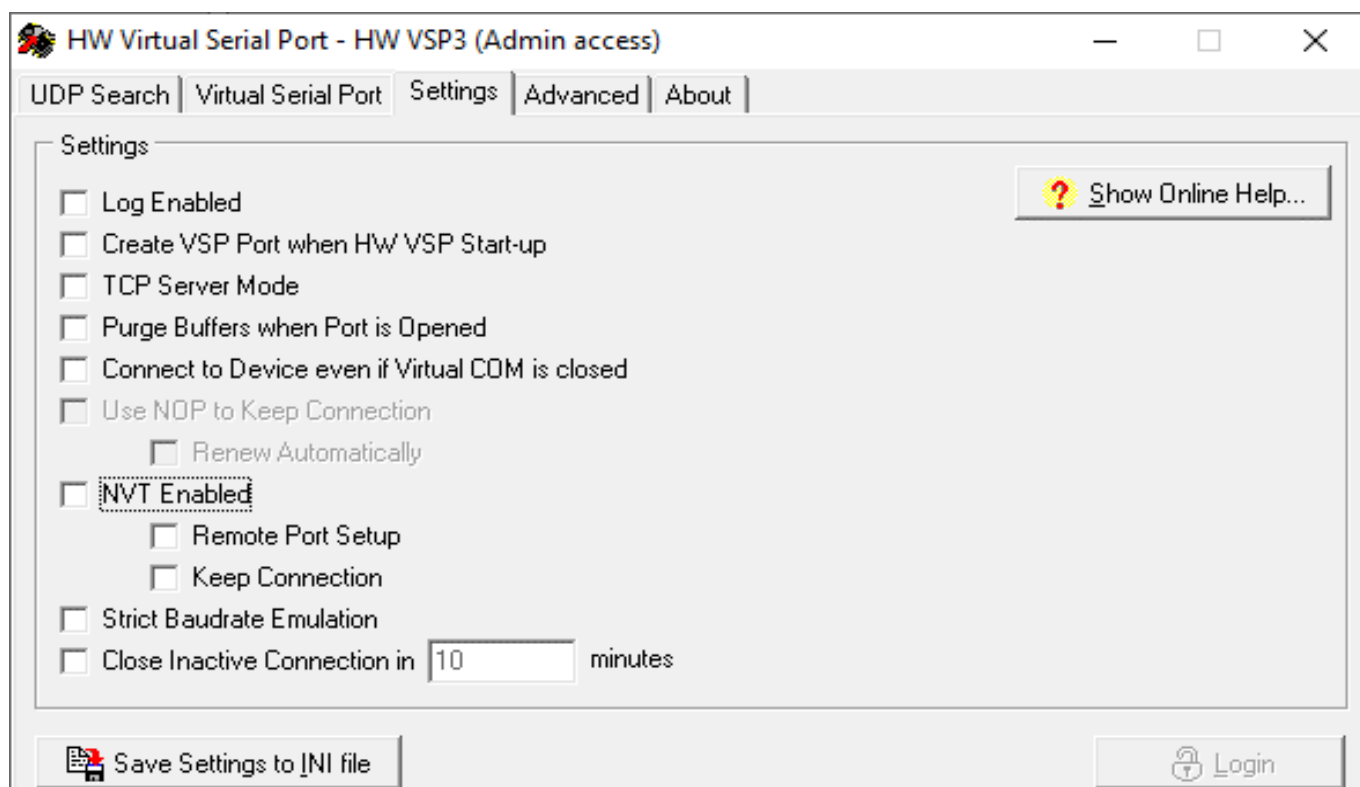 HW Virtual Serial Port - HW VSP3 (Admin access)
UDP Search Virtual Serial Port Settings Advanced About
Settings
Show Online Help...
Log Enabled
Create VSP Port when HW VSP Start-up
TCP Server Mode
Purge Buffers when Port is Opened
Connect to Device even if Virtual COM is closed
Use NOP to Keep Connection
Renew Automatically
NVT Enabled
Remote Port Setup
Keep Connection
Strict Baudrate Emulation
Close Inactive Connection in 10 minutes
Save Settings to INI file Login